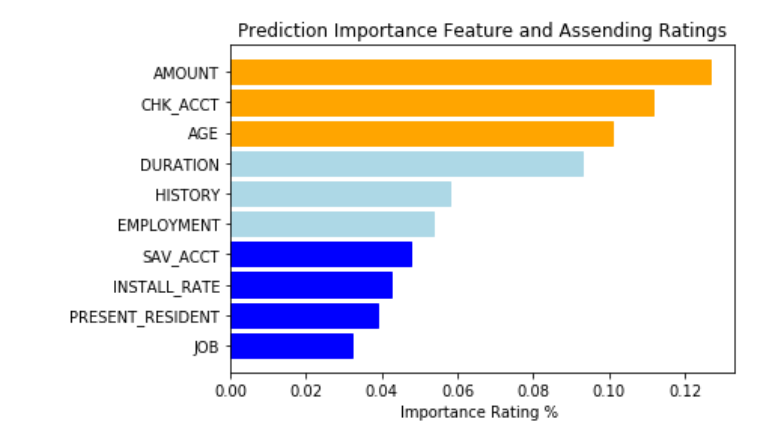 Prediction Importance Feature and Assending Ratings
AMOUNT
CHK_ACCT
AGE
DURATION
HISTORY
EMPLOYMENT
SAV_ACCT
INSTALL_RATE
PRESENT_RESIDENT
JOB
0.00 0.02 0.04 0.06 0.08 0.10 0.12
Importance Rating %